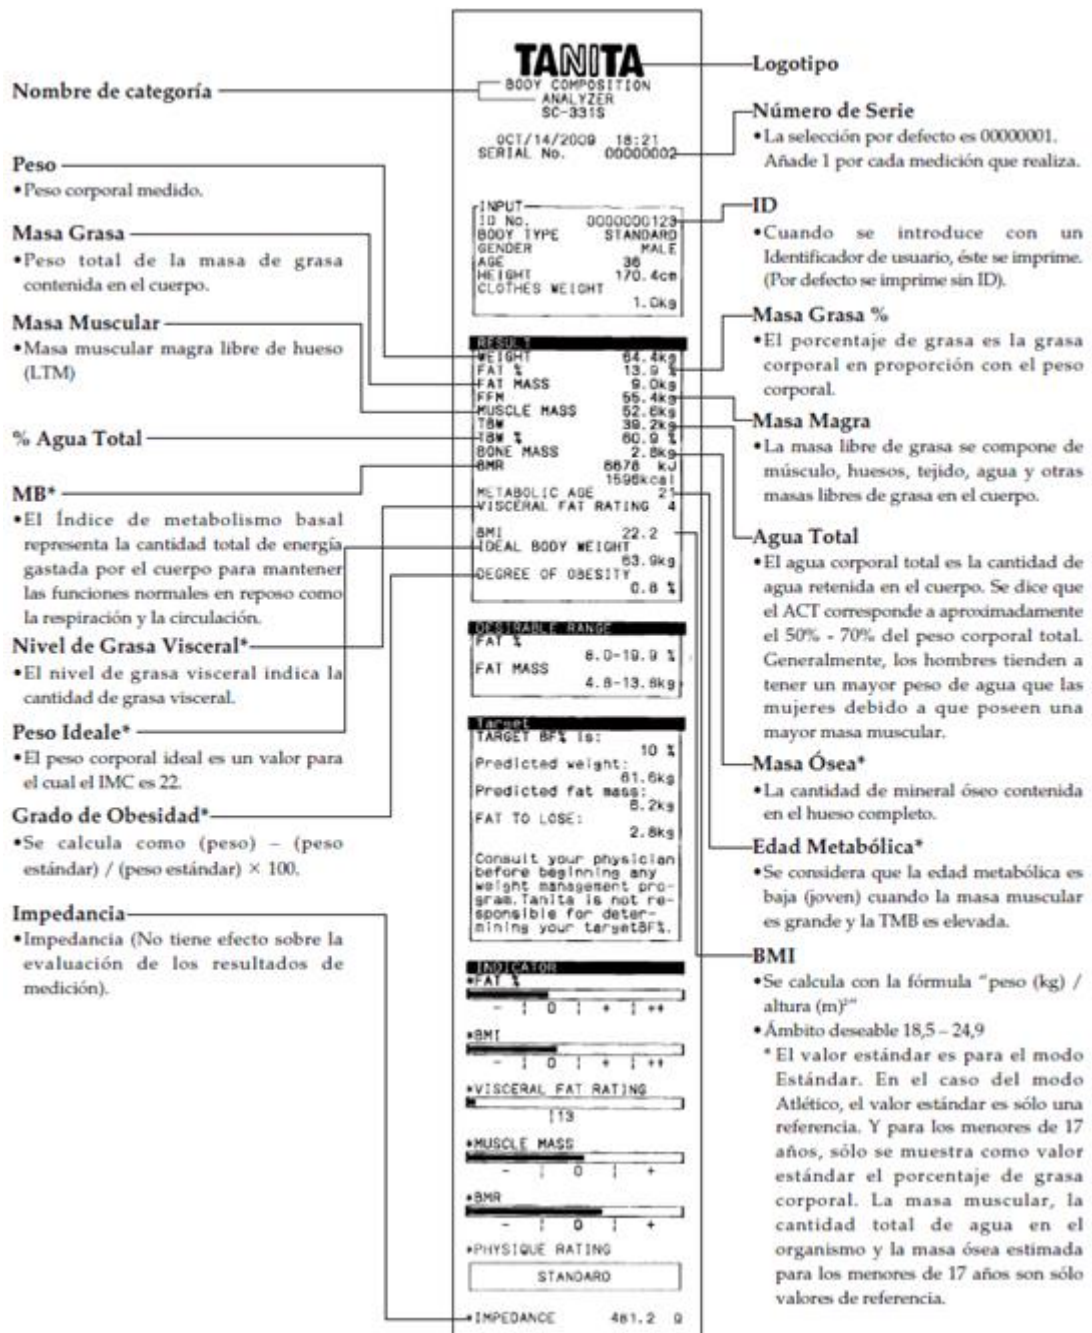 Nombre de categoría
Peso
•Peso corporal medido.
Masa Grasa
•Peso total de la masa de grasa
contenida en el cuerpo.
Masa Muscular
•Masa muscular magra libre de hueso
(LTM)
% Agua Total
MB*
•El Índice de metabolismo basal
representa la cantidad total de energía
gastada por el cuerpo para mantener
las funciones normales en reposo como
la respiración y la circulación.
Nivel de Grasa Visceral*
•El nivel de grasa visceral indica la
cantidad de grasa visceral.
Peso Ideale*
•El peso corporal ideal es un valor para
el cual el IMC es 22.
Grado de Obesidad*
•Se calcula como (peso) – (peso
estándar) / (peso estándar) × 100.
Impedancia
•Impedancia (No tiene efecto sobre la
evaluación de los resultados de
medición).
TANITA
BODY COMPOSITION
ANALYZER
SC-331S
OCT/14/2009 18:21
SERIAL No. 00000002
INPUT
ID No. 0000000123
BODY TYPE STANDARD
GENDER MALE
AGE 36
HEIGHT 170.4cm
CLOTHES WEIGHT
1.0kg
RESULT
WEIGHT 64.4kg
FAT % 13.9 %
FAT MASS 9.0kg
FFM 55.4kg
MUSCLE MASS 52.6kg
TBW 39.2kg
TBW % 60.9 %
BONE MASS 2.8kg
BMR 6678 kJ
1596kcal
METABOLIC AGE 21
VISCERAL FAT RATING 4
BMI 22.2
IDEAL BODY WEIGHT
63.9kg
DEGREE OF OBESITY
0.8 %
DESIRABLE RANGE
FAT %
8.0-19.9 %
FAT MASS
4.8-13.8kg
Target
TARGET BF% is:
10 %
Predicted weight:
61.6kg
Predicted fat mass:
6.2kg
FAT TO LOSE:
2.8kg
Consult your physician
before beginning any
weight management pro-
gram.Tanita is not re-
sponsible for deter-
mining your targetBF%.
INDICATOR
•FAT %
- | 0 | + | ++
•BMI
- | 0 | + | ++
•VISCERAL FAT RATING
|13
•MUSCLE MASS
- | 0 | +
•BMR
- | 0 | +
•PHYSIQUE RATING
STANDARD
•IMPEDANCE 461.2 Ω
Logotipo
Número de Serie
•La selección por defecto es 00000001.
Añade 1 por cada medición que realiza.
ID
•Cuando se introduce con un
Identificador de usuario, éste se imprime.
(Por defecto se imprime sin ID).
Masa Grasa %
•El porcentaje de grasa es la grasa
corporal en proporción con el peso
corporal.
Masa Magra
•La masa libre de grasa se compone de
músculo, huesos, tejido, agua y otras
masas libres de grasa en el cuerpo.
Agua Total
•El agua corporal total es la cantidad de
agua retenida en el cuerpo. Se dice que
el ACT corresponde a aproximadamente
el 50% - 70% del peso corporal total.
Generalmente, los hombres tienden a
tener un mayor peso de agua que las
mujeres debido a que poseen una
mayor masa muscular.
Masa Ósea*
•La cantidad de mineral óseo contenida
en el hueso completo.
Edad Metabólica*
•Se considera que la edad metabólica es
baja (joven) cuando la masa muscular
es grande y la TMB es elevada.
BMI
•Se calcula con la fórmula "peso (kg) /
altura (m)²"
•Ámbito deseable 18,5 – 24,9
* El valor estándar es para el modo
Estándar. En el caso del modo
Atlético, el valor estándar es sólo una
referencia. Y para los menores de 17
años, sólo se muestra como valor
estándar el porcentaje de grasa
corporal. La masa muscular, la
cantidad total de agua en el
organismo y la masa ósea estimada
para los menores de 17 años son sólo
valores de referencia.